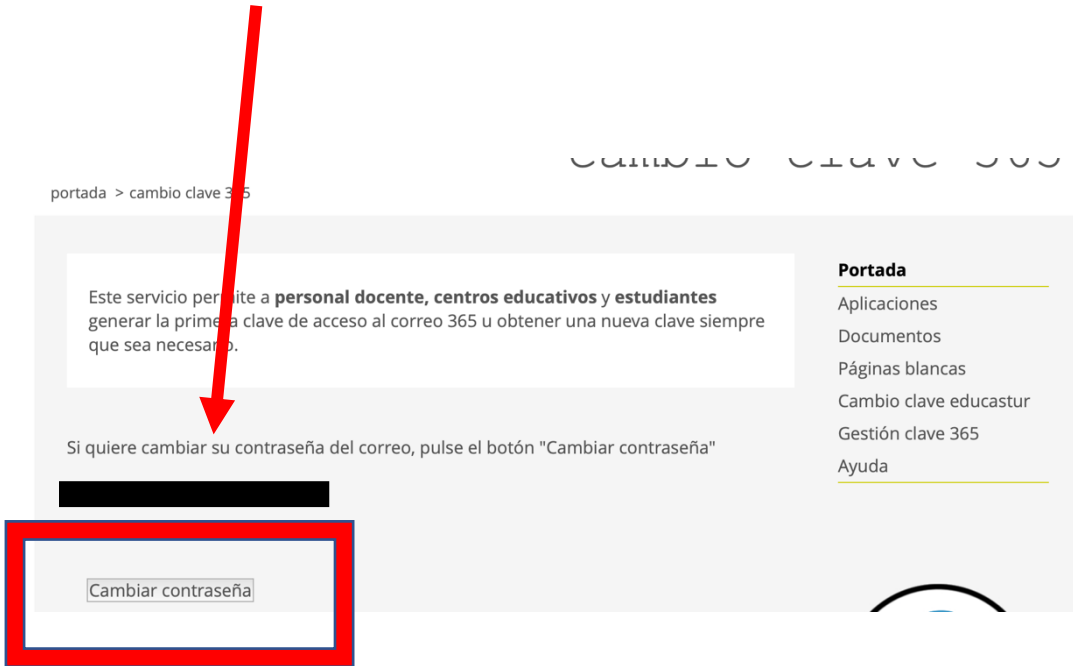 cambio clave 365
portada > cambio clave 365
Este servicio permite a personal docente, centros educativos y estudiantes
generar la primera clave de acceso al correo 365 u obtener una nueva clave siempre
que sea necesario.
Si quiere cambiar su contraseña del correo, pulse el botón "Cambiar contraseña"
Cambiar contraseña
Portada
Aplicaciones
Documentos
Páginas blancas
Cambio clave educastur
Gestión clave 365
Ayuda